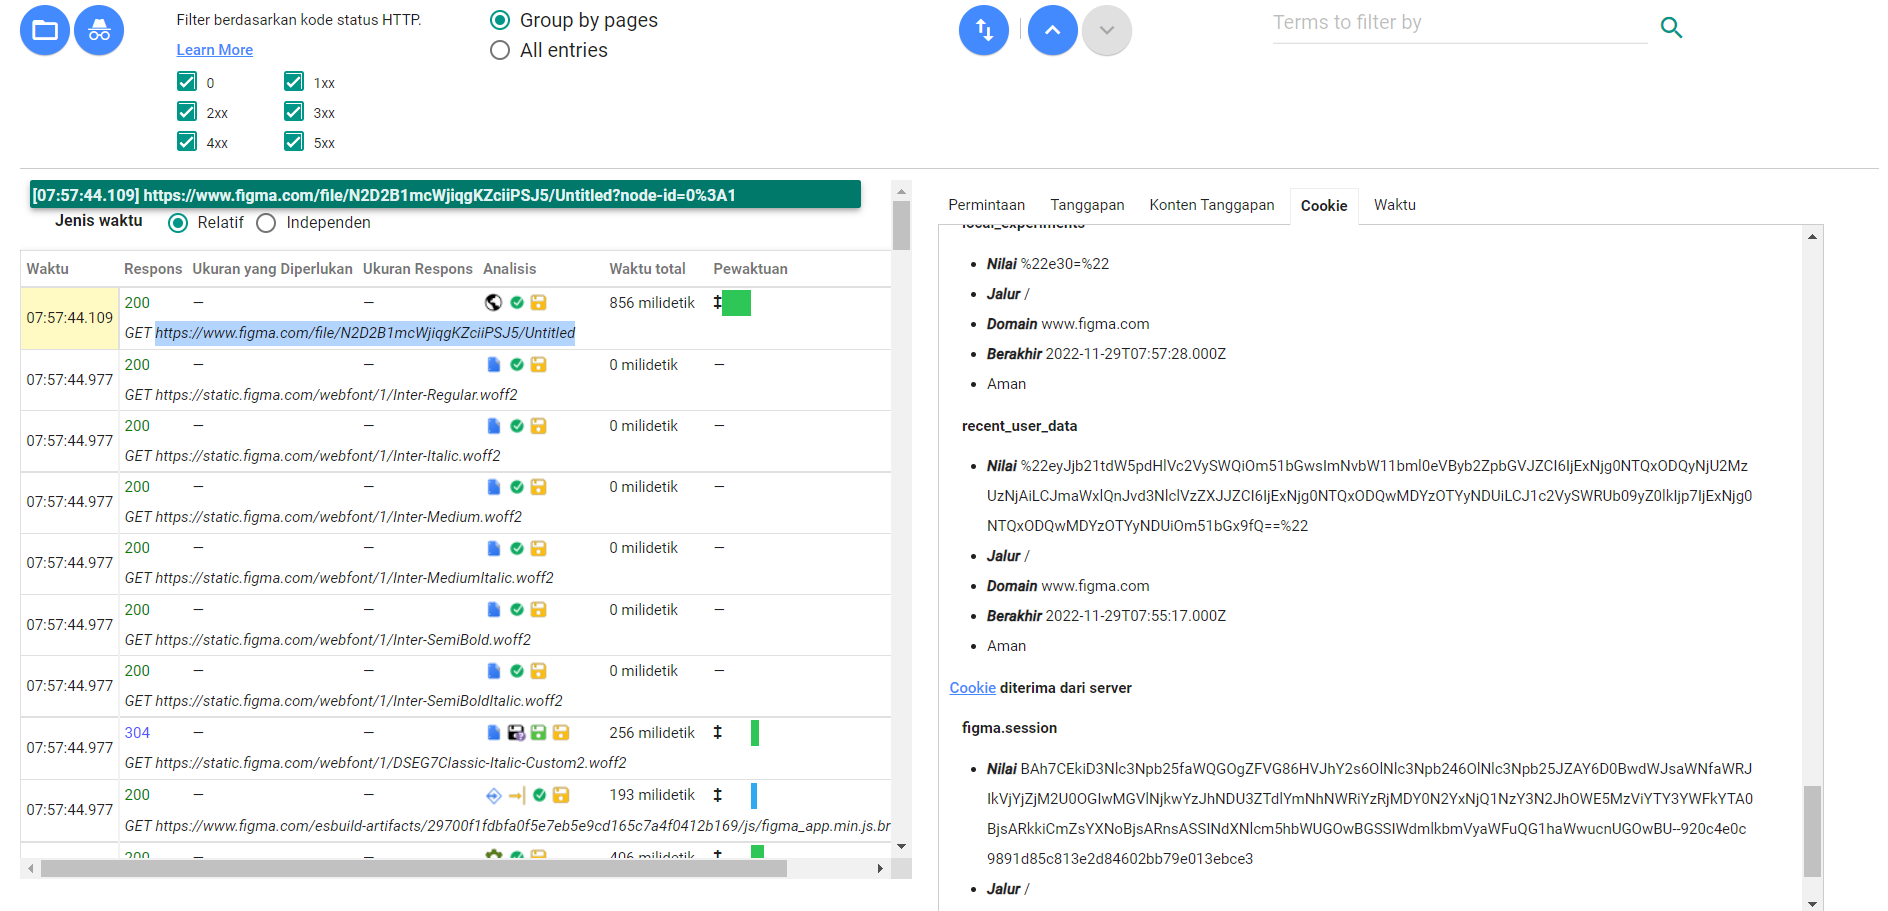 Filter berdasarkan kode status HTTP.
Learn More
0
1xx
2xx
3xx
4xx
5xx
Group by pages
All entries
Terms to filter by
[07:57:44.109] https://www.figma.com/file/N2D2B1mcWjiqgKZciiPSJ5/Untitled?node-id=0%3A1
Jenis waktu Relatif Independen
Waktu Respons Ukuran yang Diperlukan Ukuran Respons Analisis Waktu total Pewaktuan
07:57:44.109 200 — — 856 milidetik
GET https://www.figma.com/file/N2D2B1mcWjiqgKZciiPSJ5/Untitled
07:57:44.977 200 — — 0 milidetik —
GET https://static.figma.com/webfont/1/Inter-Regular.woff2
07:57:44.977 200 — — 0 milidetik —
GET https://static.figma.com/webfont/1/Inter-Italic.woff2
07:57:44.977 200 — — 0 milidetik —
GET https://static.figma.com/webfont/1/Inter-Medium.woff2
07:57:44.977 200 — — 0 milidetik —
GET https://static.figma.com/webfont/1/Inter-MediumItalic.woff2
07:57:44.977 200 — — 0 milidetik —
GET https://static.figma.com/webfont/1/Inter-SemiBold.woff2
07:57:44.977 200 — — 0 milidetik —
GET https://static.figma.com/webfont/1/Inter-SemiBoldItalic.woff2
07:57:44.977 304 — — 256 milidetik
GET https://static.figma.com/webfont/1/DSEG7Classic-Italic-Custom2.woff2
07:57:44.977 200 — — 193 milidetik
GET https://www.figma.com/esbuild-artifacts/29700f1fdbfa0f5e7eb5e9cd165c7a4f0412b169/js/figma_app.min.js.br
200 — — 406 milidetik
Permintaan Tanggapan Konten Tanggapan Cookie Waktu
local_experiments
Nilai %22e30=%22
Jalur /
Domain www.figma.com
Berakhir 2022-11-29T07:57:28.000Z
Aman
recent_user_data
Nilai %22eyJjb21tdW5pdHlVc2VySWQiOm51bGwsImNvbW11bml0eVByb2ZpbGVJZCI6IjExNjg0NTQxODQyNjU2Mz
UzNjAiLCJmaWxlQnJvd3NlclVzZXJJZCI6IjExNjg0NTQxODQwMDYzOTYyNDUiLCJ1c2VySWRUb09yZ0lkIjp7IjExNjg0
NTQxODQwMDYzOTYyNDUiOm51bGx9fQ==%22
Jalur /
Domain www.figma.com
Berakhir 2022-11-29T07:55:17.000Z
Aman
Cookie diterima dari server
figma.session
Nilai BAh7CEkiD3Nlc3Npb25faWQGOgZFVG86HVJhY2s6OlNlc3Npb246OlNlc3Npb25JZAY6D0BwdWJsaWNfaWRJ
IkVjYjZjM2U0OGIwMGVlNjkwYzJhNDU3ZTdlYmNhNWRiYzRjMDY0N2YxNjQ1NzY3N2JhOWE5MzViYTY3YWFkYTA0
BjsARkkiCmZsYXNoBjsARnsASSINdXNlcm5hbWUGOwBGSSIWdmlkbmVyaWFuQG1haWwucnUGOwBU--920c4e0c
9891d85c813e2d84602bb79e013ebce3
Jalur /